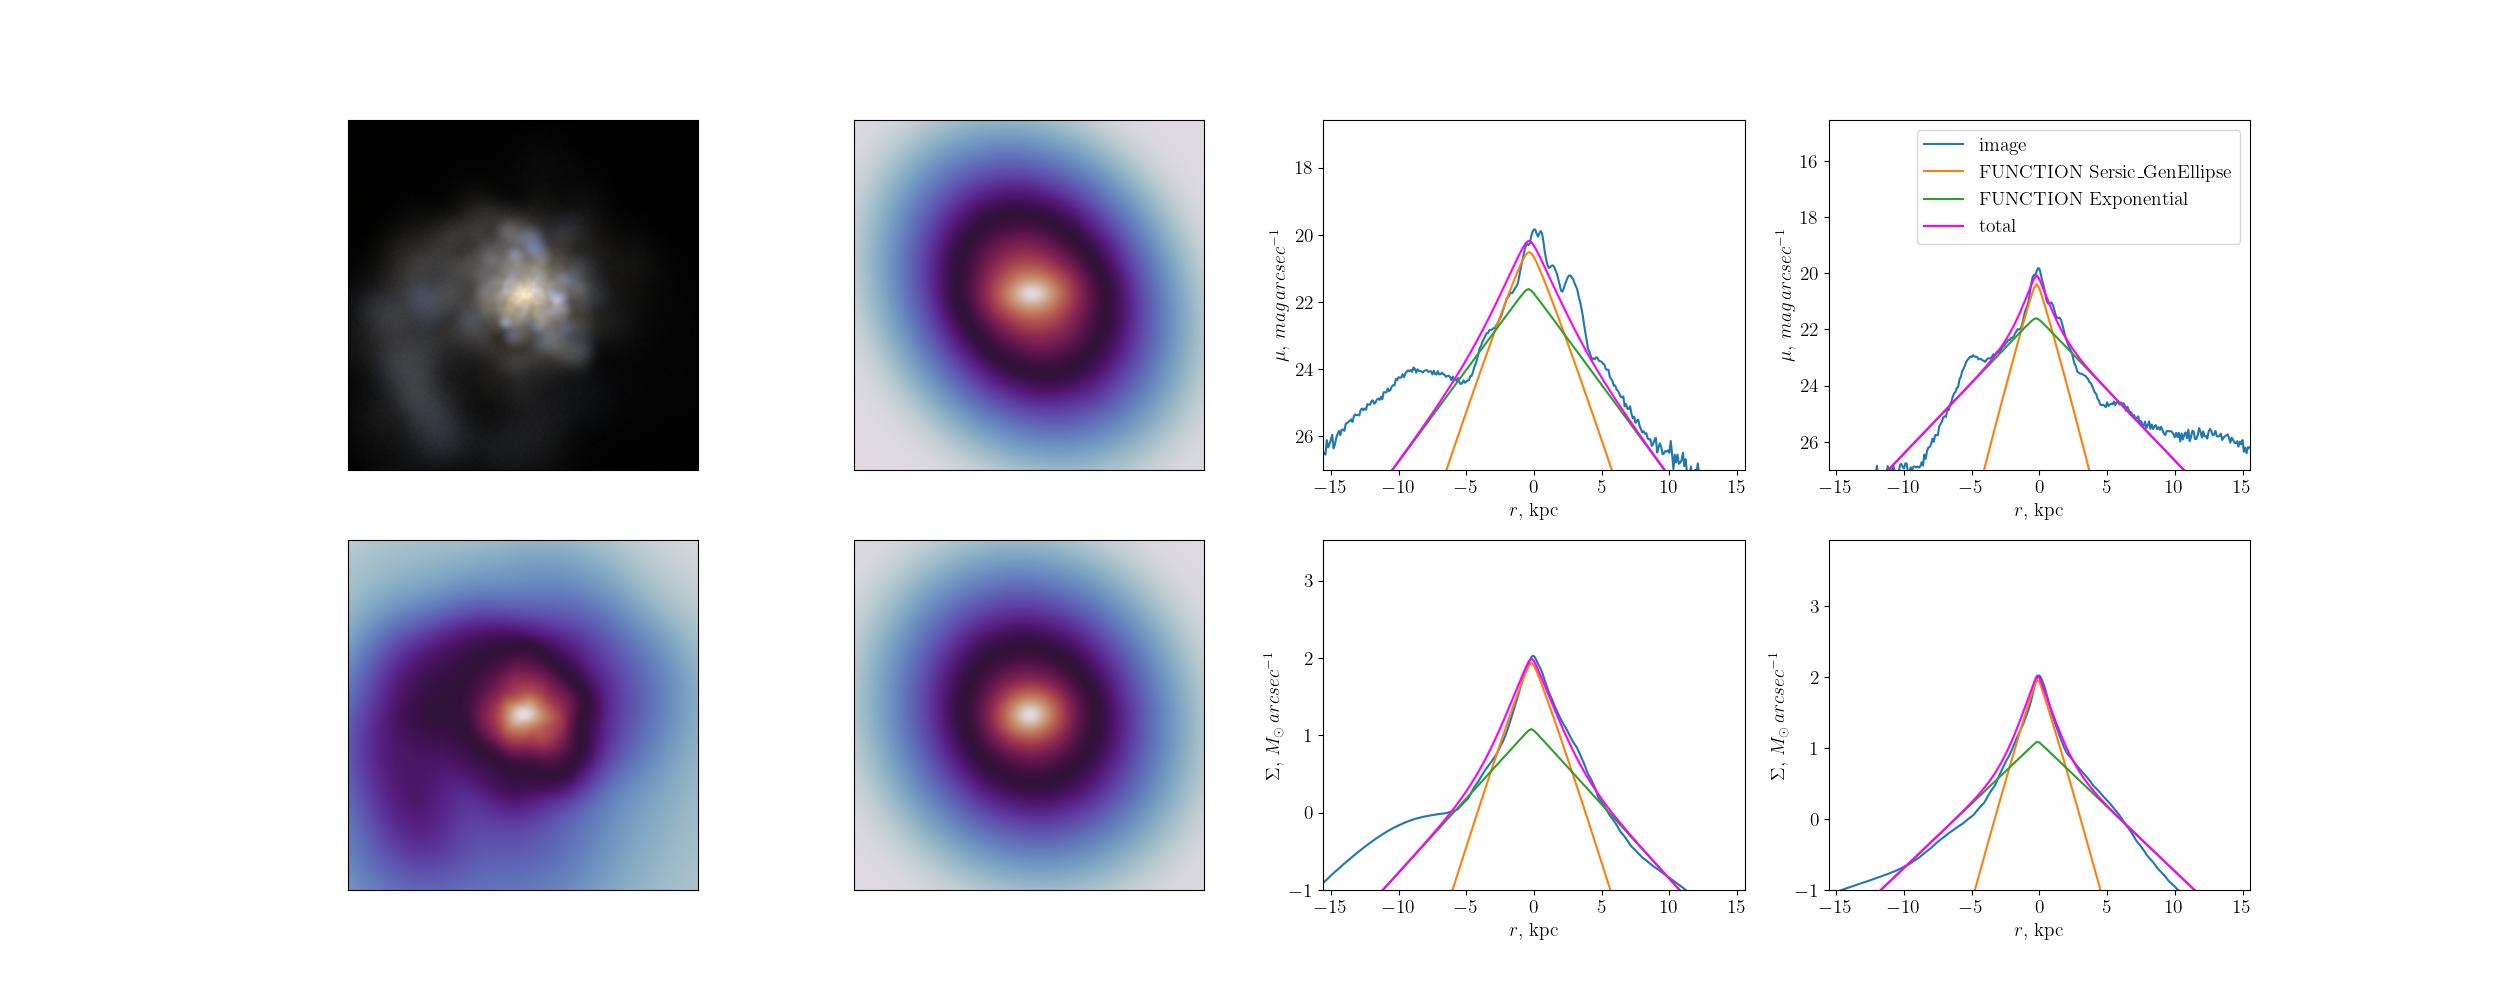 18
20
22
24
26
μ, mag arcsec⁻¹
−15 −10 −5 0 5 10 15
r, kpc
16
18
20
22
24
26
μ, mag arcsec⁻¹
image
FUNCTION Sersic_GenEllipse
FUNCTION Exponential
total
−15 −10 −5 0 5 10 15
r, kpc
3
2
1
0
−1
Σ, M⊙ arcsec⁻¹
−15 −10 −5 0 5 10 15
r, kpc
3
2
1
0
−1
Σ, M⊙ arcsec⁻¹
−15 −10 −5 0 5 10 15
r, kpc